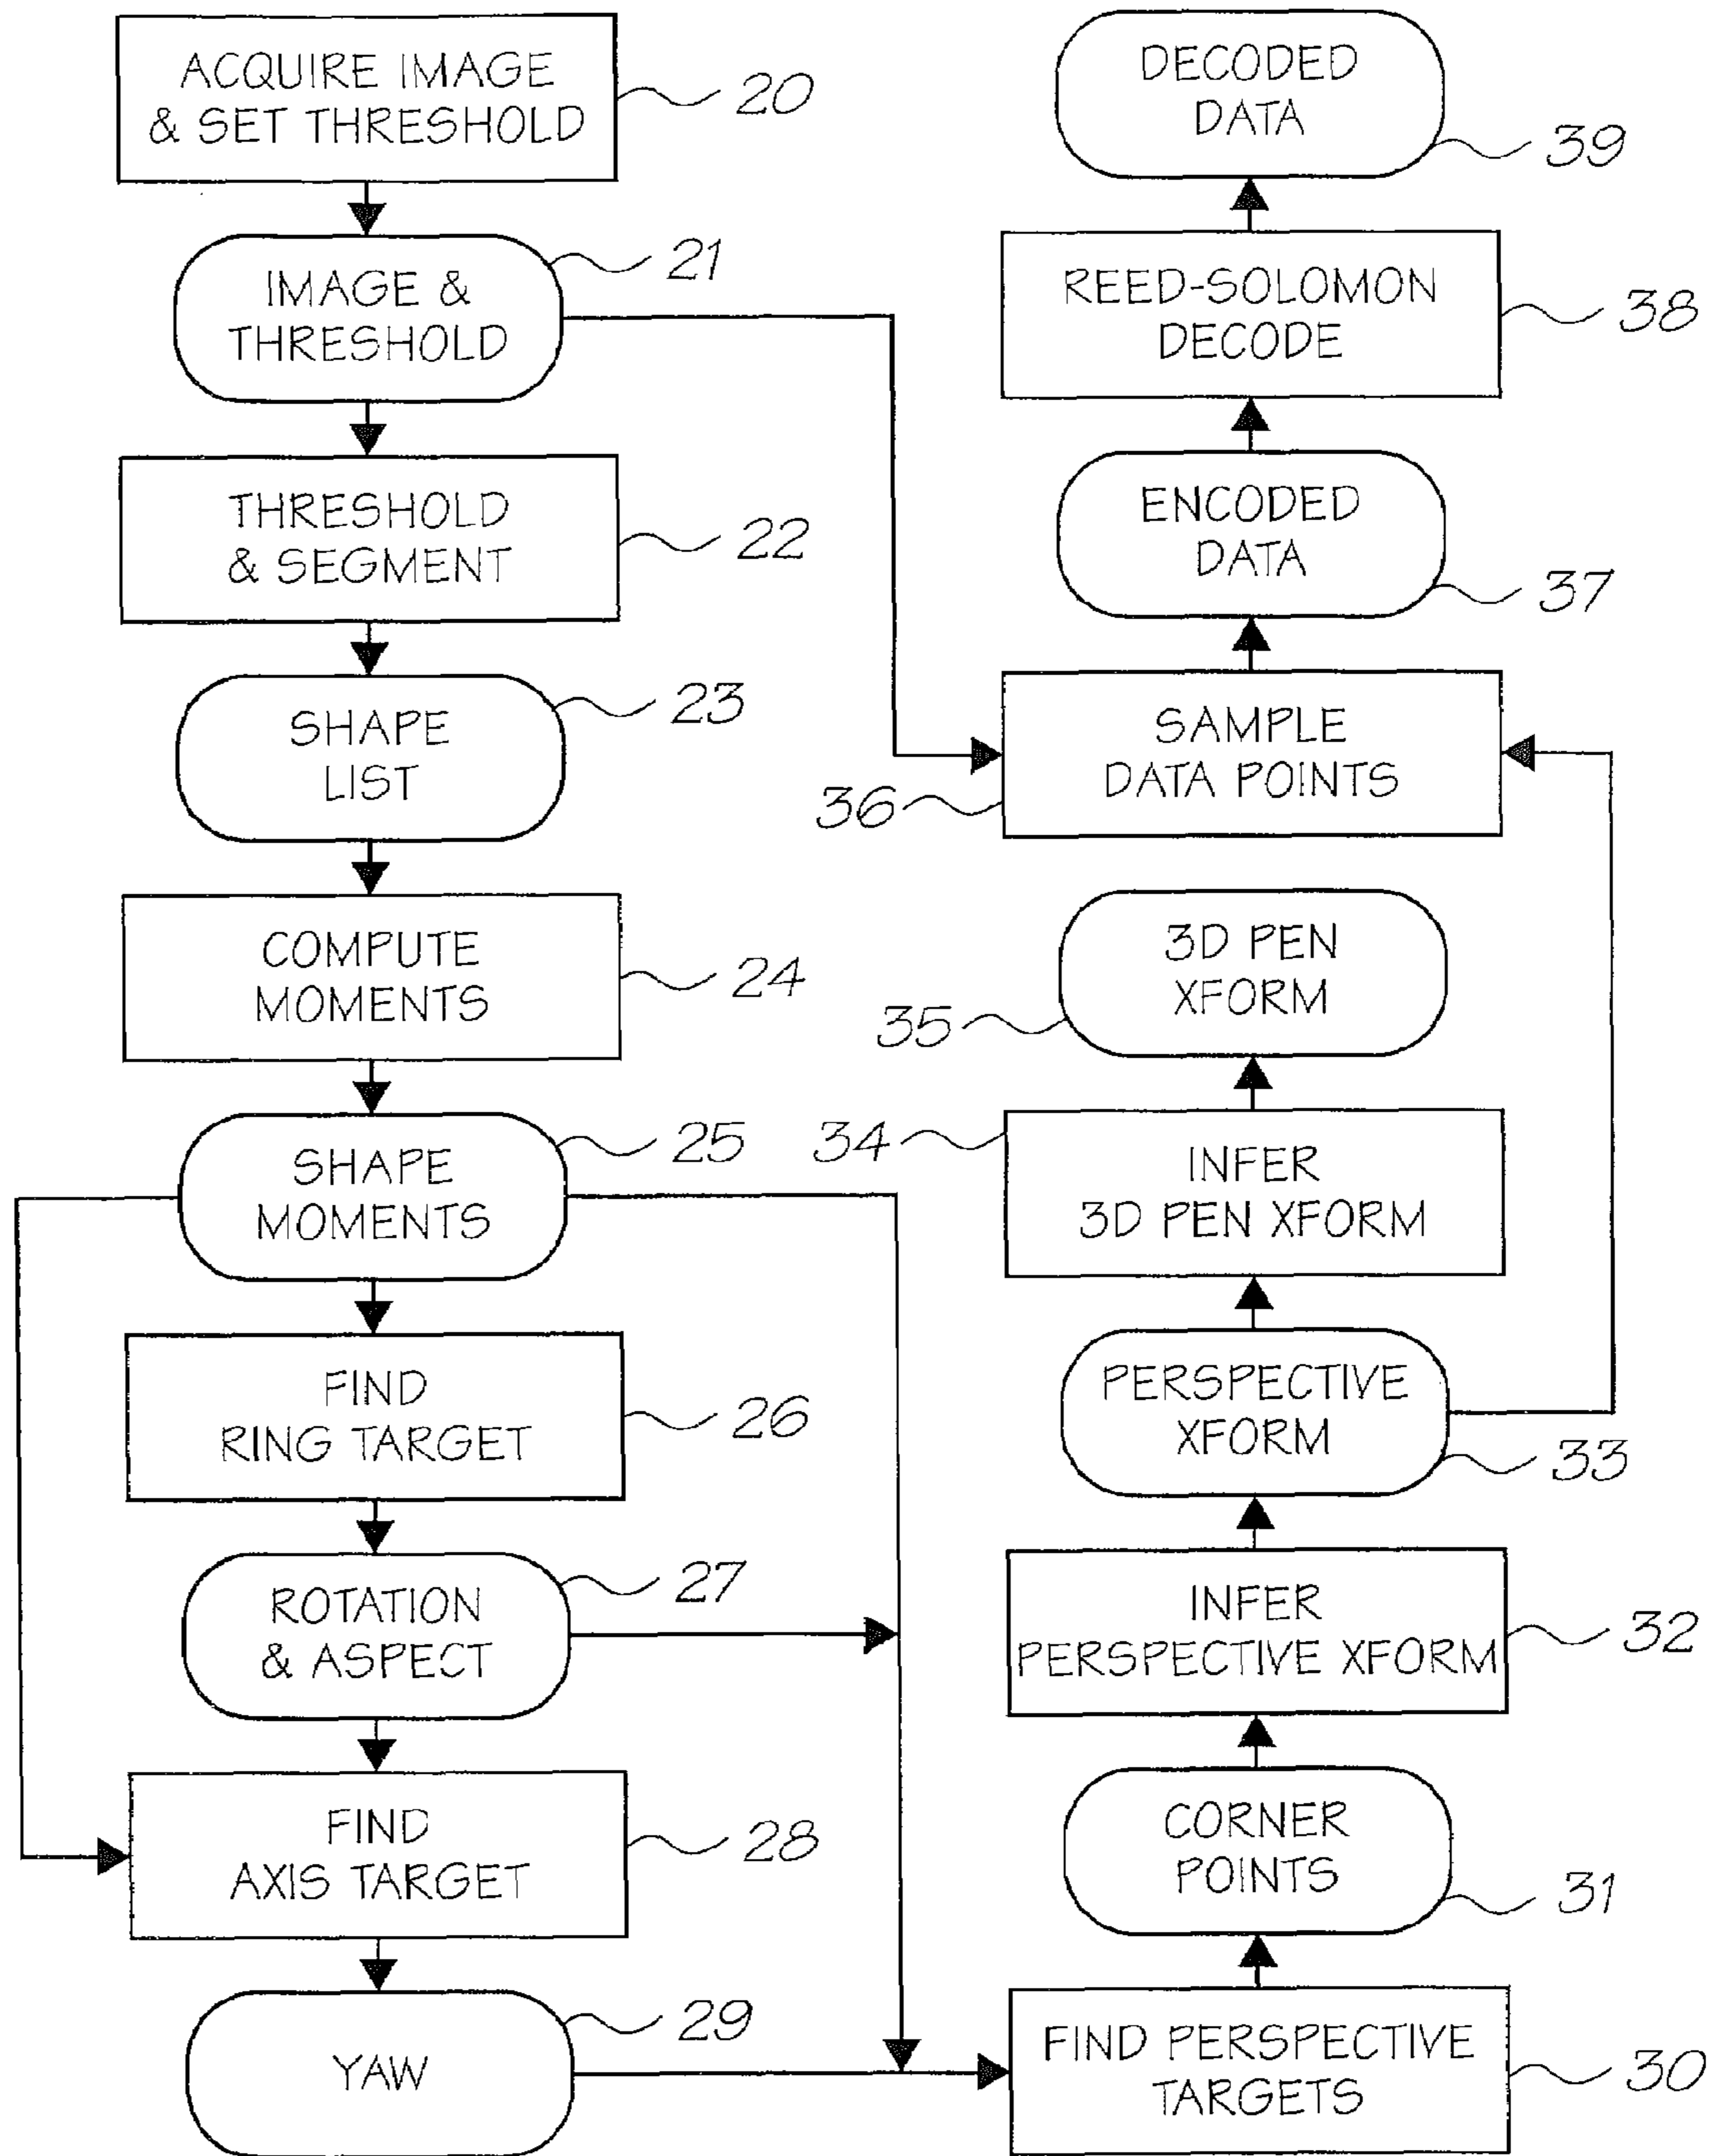 ACQUIRE IMAGE
& SET THRESHOLD
20
IMAGE &
THRESHOLD
21
THRESHOLD
& SEGMENT
22
SHAPE
LIST
23
COMPUTE
MOMENTS
24
SHAPE
MOMENTS
25
FIND
RING TARGET
26
ROTATION
& ASPECT
27
FIND
AXIS TARGET
28
YAW
29
FIND PERSPECTIVE
TARGETS
30
CORNER
POINTS
31
INFER
PERSPECTIVE XFORM
32
PERSPECTIVE
XFORM
33
INFER
3D PEN XFORM
34
3D PEN
XFORM
35
SAMPLE
DATA POINTS
36
ENCODED
DATA
37
REED-SOLOMON
DECODE
38
DECODED
DATA
39